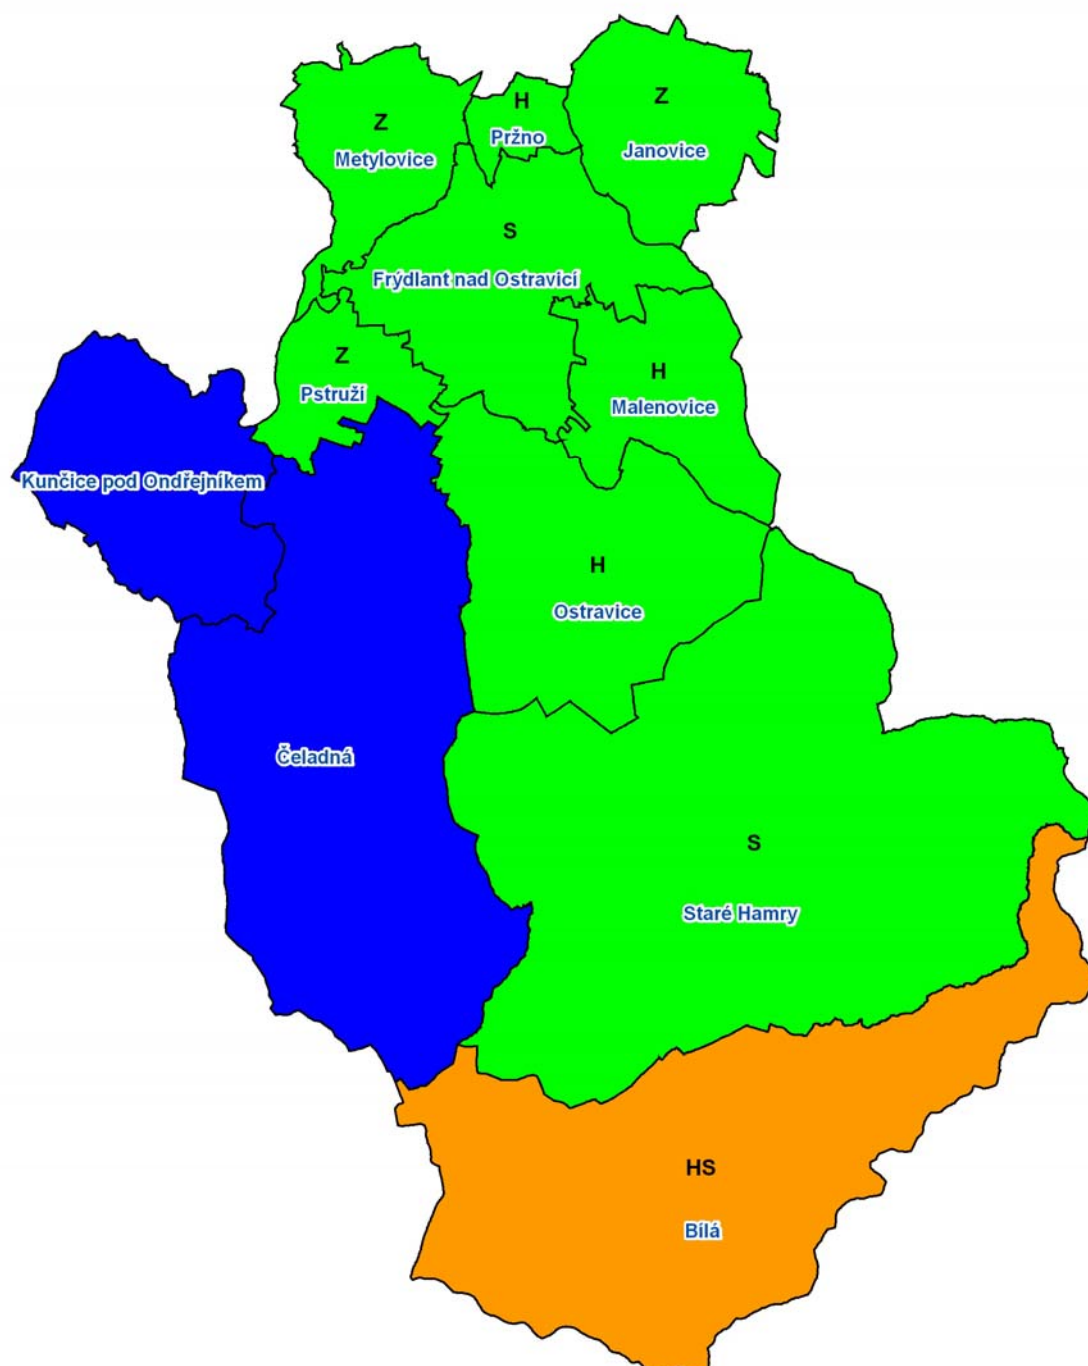 H
Pržno
Z
Janovice
Z
Metylovice
S
Frýdlant nad Ostravicí
Z
Pstruží
H
Malenovice
Kunčice pod Ondřejníkem
H
Ostravice
Čeladná
S
Staré Hamry
HS
Bílá